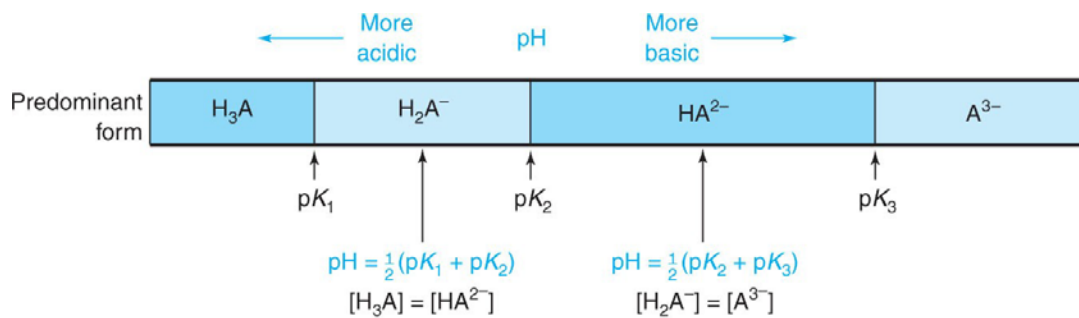 More acidic
pH
More basic
Predominant form
H₃A
H₂A⁻
HA²⁻
A³⁻
pK₁
pK₂
pK₃
pH = ½(pK₁ + pK₂)
[H₃A] = [HA²⁻]
pH = ½(pK₂ + pK₃)
[H₂A⁻] = [A³⁻]